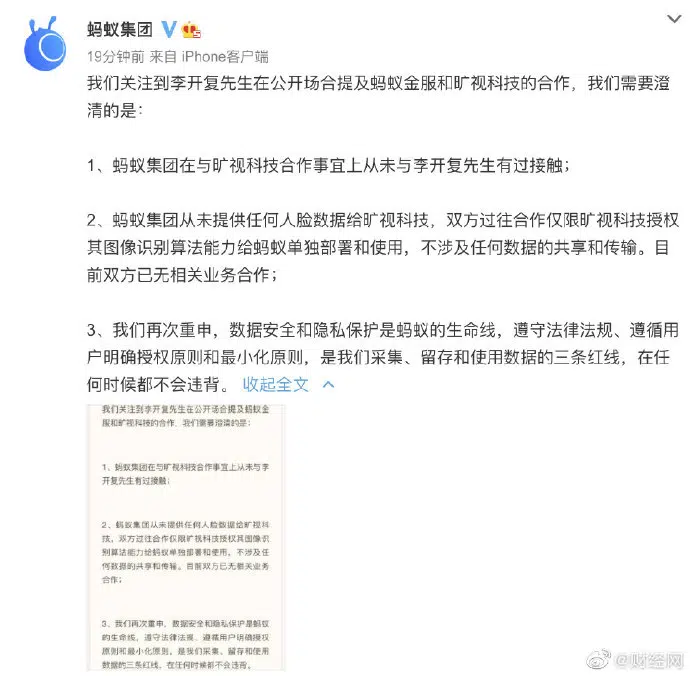 蚂蚁集团
19分钟前 来自 iPhone客户端
我们关注到李开复先生在公开场合提及蚂蚁金服和旷视科技的合作，我们需要澄
清的是：
1、蚂蚁集团在与旷视科技合作事宜上从未与李开复先生有过接触；
2、蚂蚁集团从未提供任何人脸数据给旷视科技，双方过往合作仅限旷视科技授权
其图像识别算法能力给蚂蚁单独部署和使用，不涉及任何数据的共享和传输。目
前双方已无相关业务合作；
3、我们再次重申，数据安全和隐私保护是蚂蚁的生命线，遵守法律法规、遵循用
户明确授权原则和最小化原则，是我们采集、留存和使用数据的三条红线，在任
何时候都不会违背。 收起全文
我们关注到李开复先生在公开场合提及蚂蚁金
服和旷视科技的合作，我们需要澄清的是：
1、蚂蚁集团在与旷视科技合作事宜上从未与李
开复先生有过接触；
2、蚂蚁集团从未提供任何人脸数据给旷视科
技，双方过往合作仅限旷视科技授权其图像识
别算法能力给蚂蚁单独部署和使用，不涉及任
何数据的共享和传输。目前双方已无相关业务
合作；
3、我们再次重申，数据安全和隐私保护是蚂蚁
的生命线，遵守法律法规、遵循用户明确授权
原则和最小化原则，是我们采集、留存和使用
数据的三条红线，在任何时候都不会违背。
@财经网